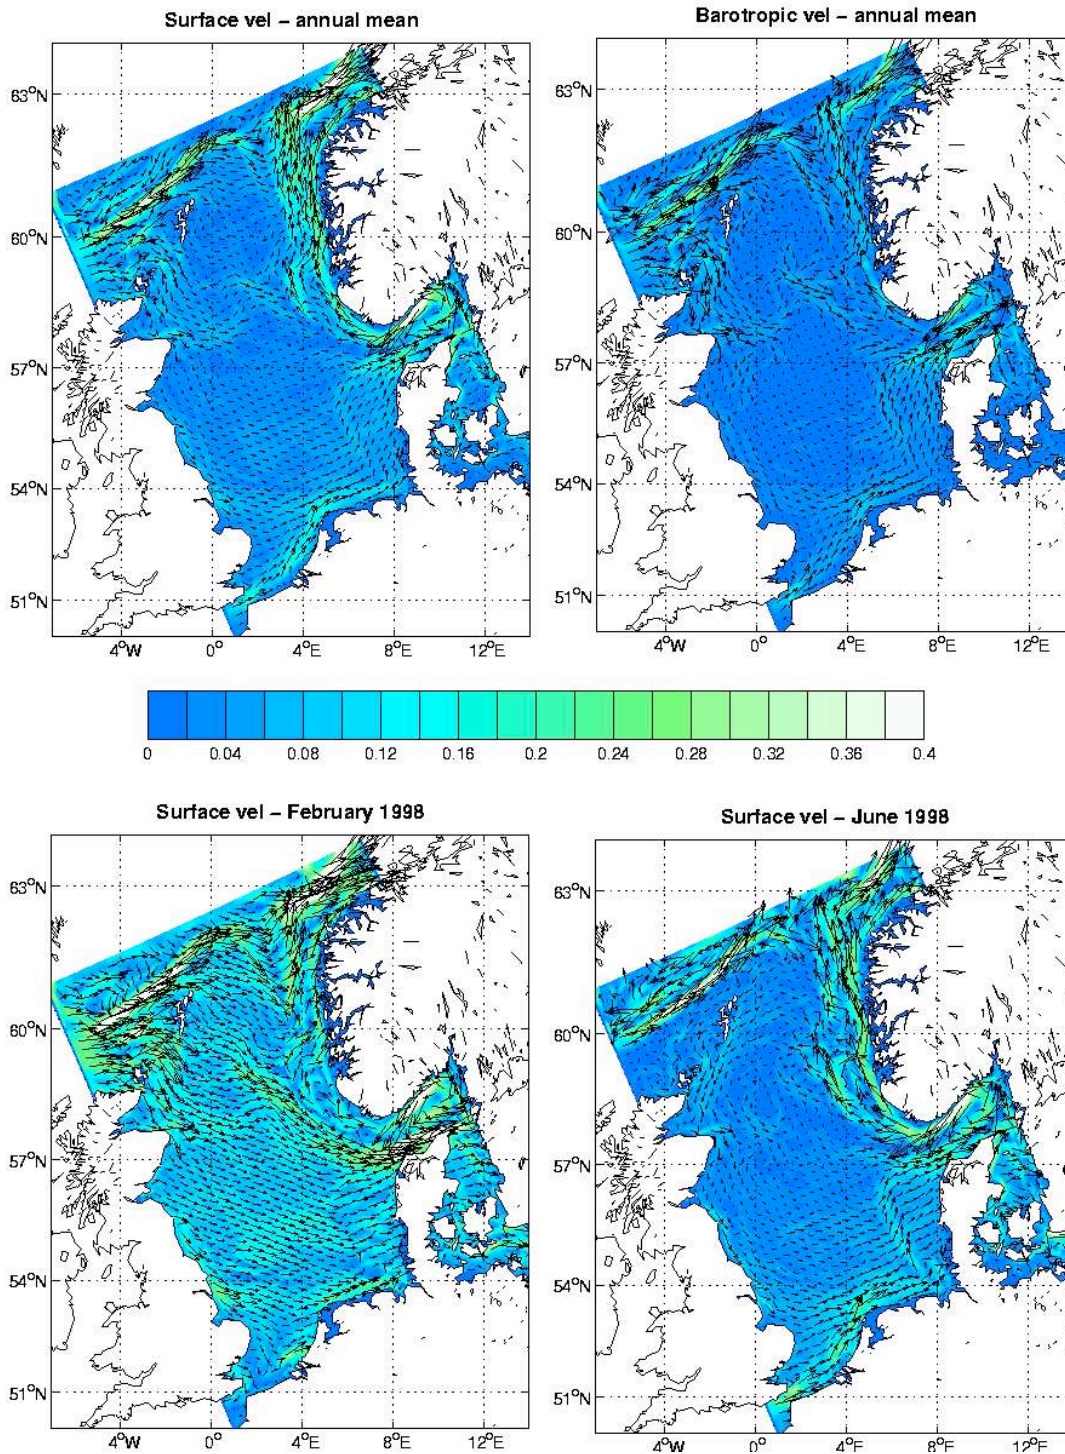 Surface vel – annual mean
Barotropic vel – annual mean
63°N
60°N
57°N
54°N
51°N
4°W 0° 4°E 8°E 12°E
63°N
60°N
57°N
54°N
51°N
4°W 0° 4°E 8°E 12°E
0 0.04 0.08 0.12 0.16 0.2 0.24 0.28 0.32 0.36 0.4
Surface vel – February 1998
Surface vel – June 1998
63°N
60°N
57°N
54°N
51°N
4°W 0° 4°E 8°E 12°E
63°N
60°N
57°N
54°N
51°N
4°W 0° 4°E 8°E 12°E